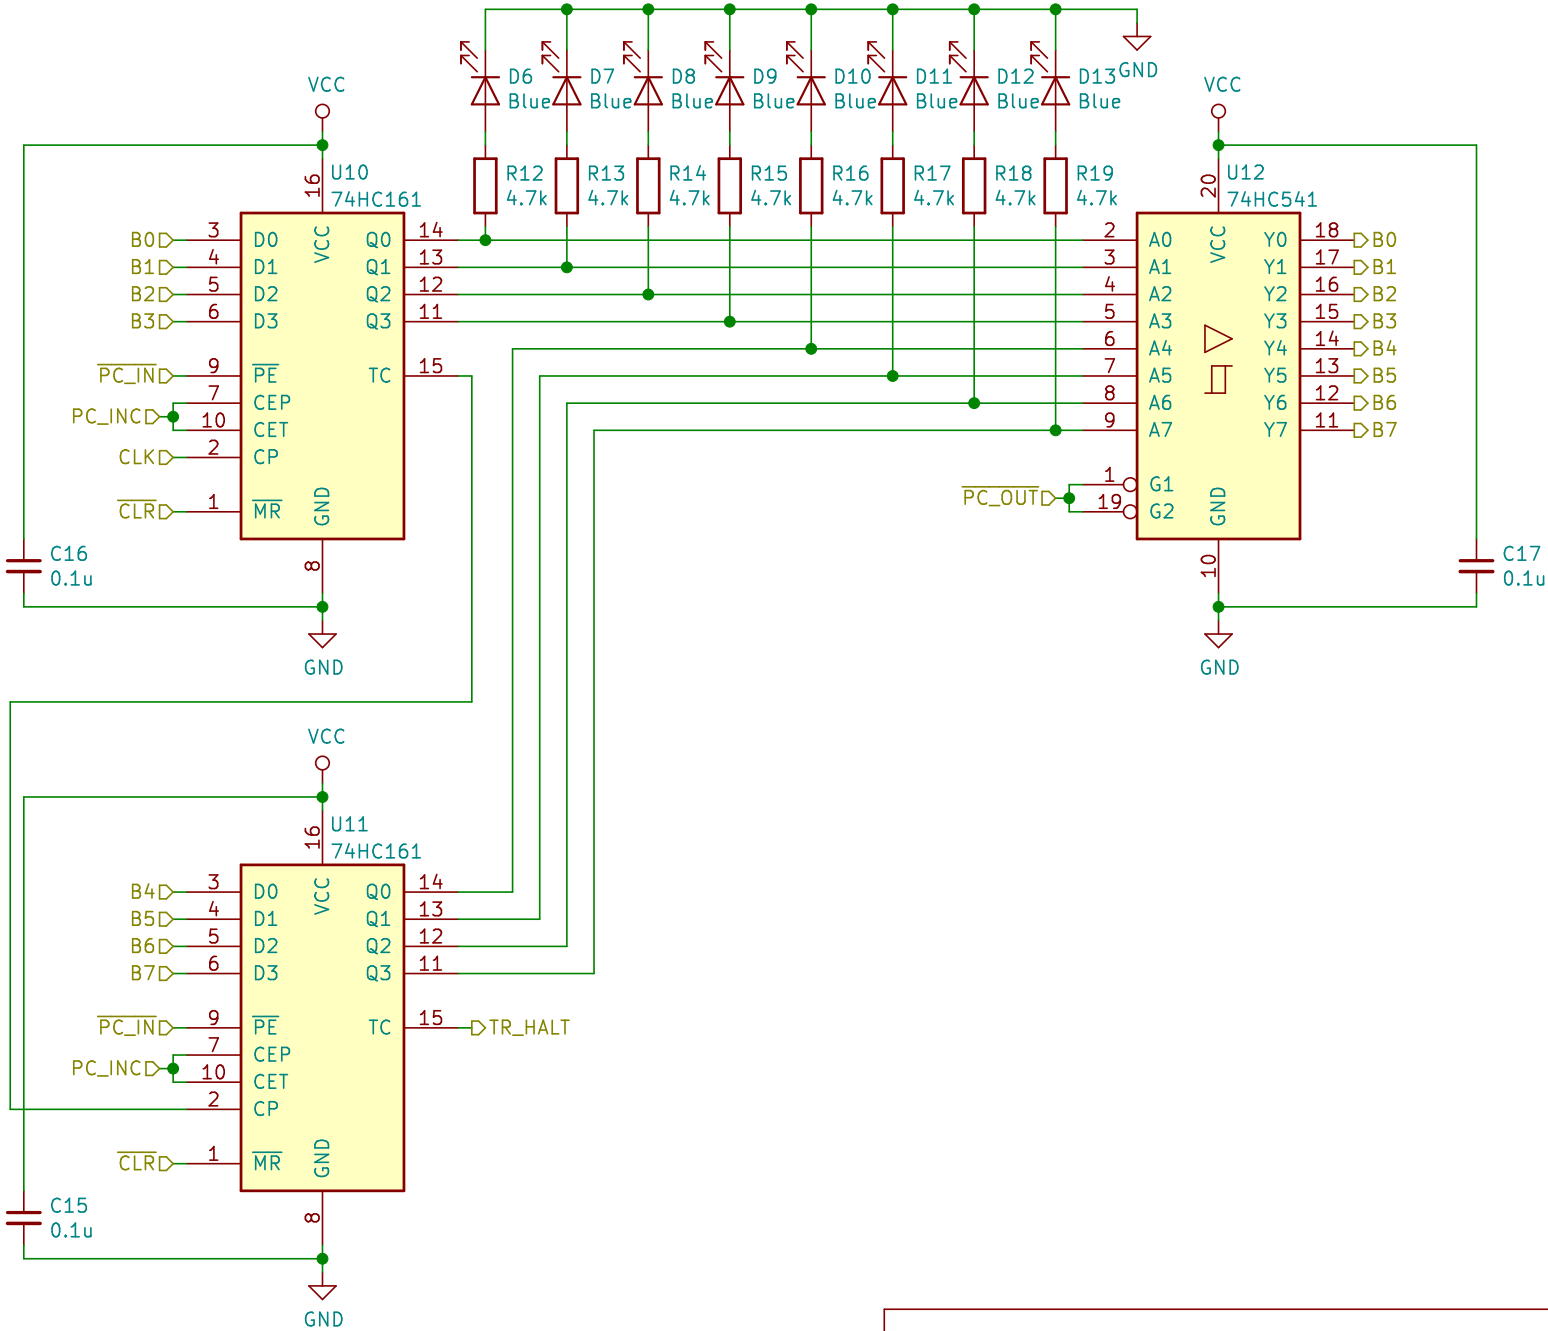 D6
Blue
D7
Blue
D8
Blue
D9
Blue
D10
Blue
D11
Blue
D12
Blue
D13
Blue
GND
R12
4.7k
R13
4.7k
R14
4.7k
R15
4.7k
R16
4.7k
R17
4.7k
R18
4.7k
R19
4.7k
VCC
16
U10
74HC161
VCC
B0 3 D0 Q0 14
B1 4 D1 Q1 13
B2 5 D2 Q2 12
B3 6 D3 Q3 11
PC_IN 9 PE TC 15
7 CEP
PC_INC
10 CET
CLK 2 CP
CLR 1 MR
GND
8
GND
C16
0.1u
VCC
20
U12
74HC541
VCC
2 A0 Y0 18 B0
3 A1 Y1 17 B1
4 A2 Y2 16 B2
5 A3 Y3 15 B3
6 A4 Y4 14 B4
7 A5 Y5 13 B5
8 A6 Y6 12 B6
9 A7 Y7 11 B7
1 G1
PC_OUT
19 G2
GND
10
GND
C17
0.1u
VCC
16
U11
74HC161
VCC
B4 3 D0 Q0 14
B5 4 D1 Q1 13
B6 5 D2 Q2 12
B7 6 D3 Q3 11
PC_IN 9 PE TC 15 TR_HALT
7 CEP
PC_INC
10 CET
2 CP
CLR 1 MR
GND
8
GND
C15
0.1u